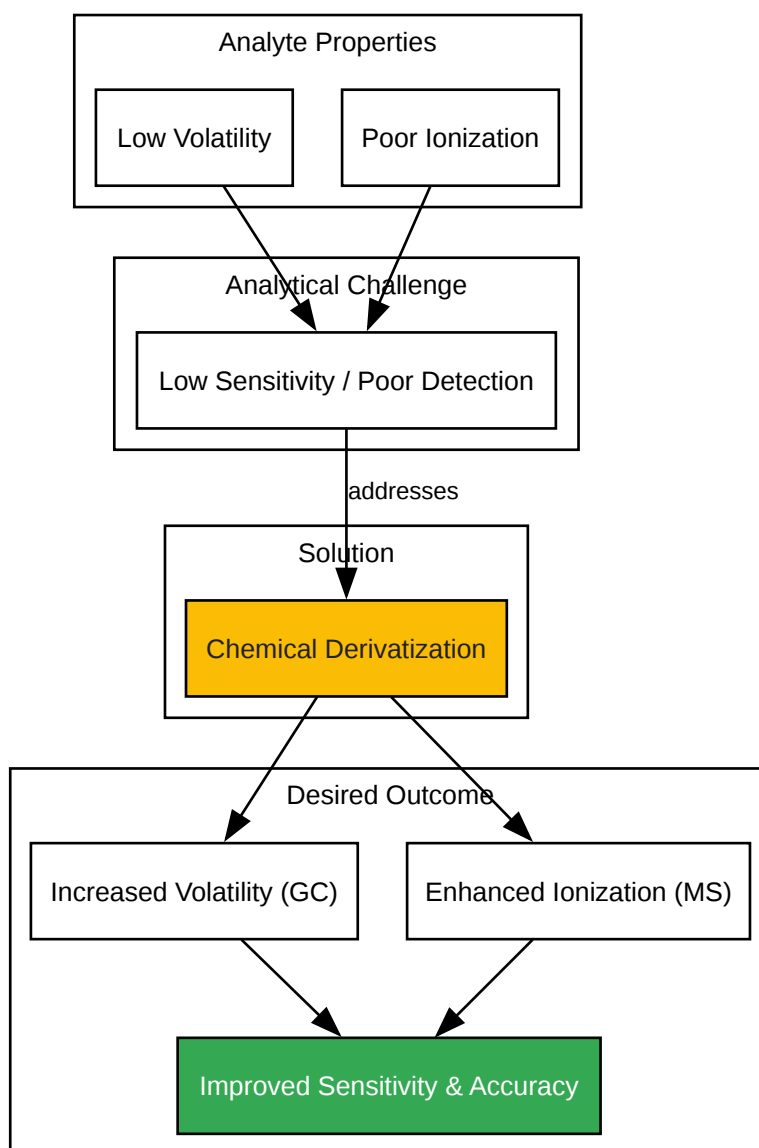 Analyte Properties
Low Volatility
Poor Ionization
Analytical Challenge
Low Sensitivity / Poor Detection
addresses
Solution
Chemical Derivatization
Desired Outcome
Increased Volatility (GC)
Enhanced Ionization (MS)
Improved Sensitivity & Accuracy